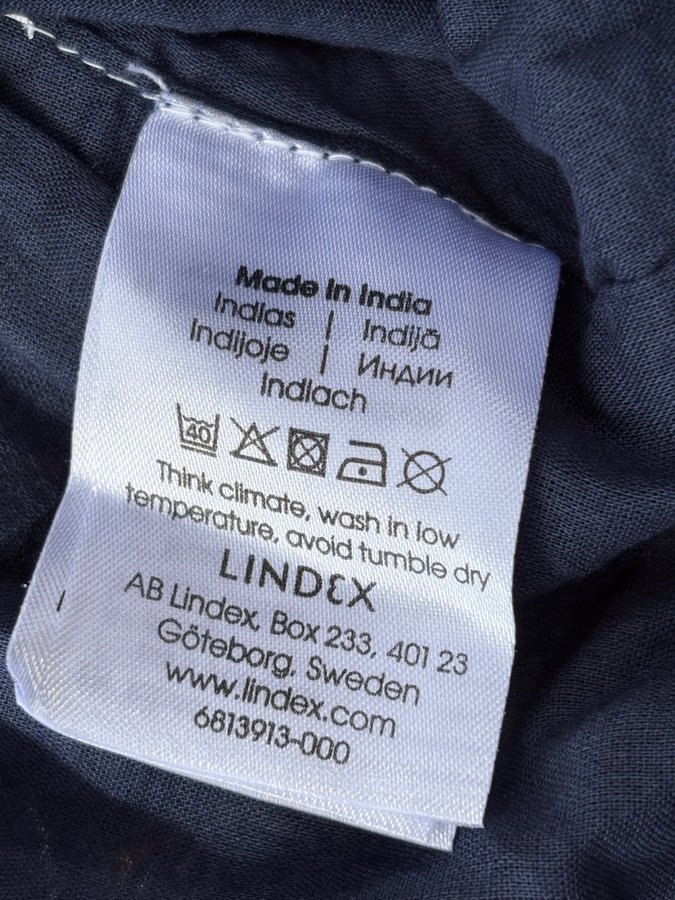 Made in India
Indias | Indijā
Indijoje | Индии
Indiach
40
Think climate, wash in low
temperature, avoid tumble dry
LINDEX
AB Lindex, Box 233, 401 23
Göteborg, Sweden
www.lindex.com
6813913-000